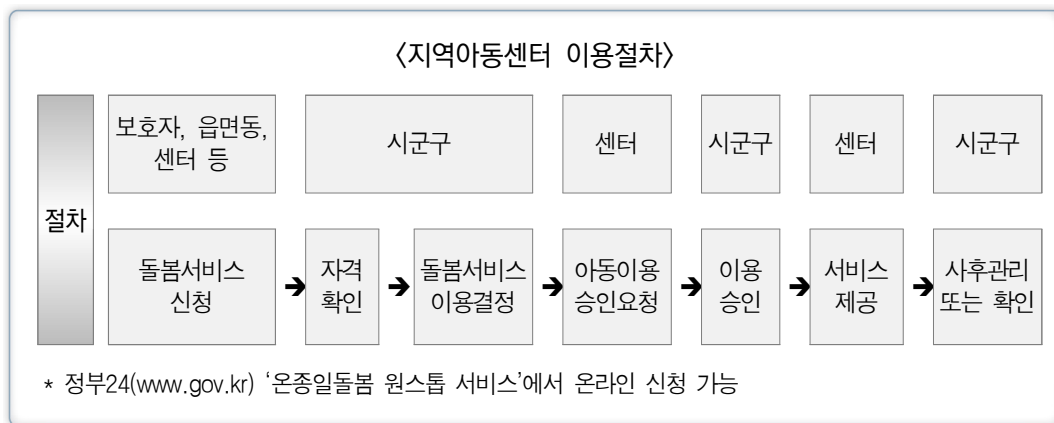 〈지역아동센터 이용절차〉
보호자, 읍면동,
센터 등
시군구
센터
시군구
센터
시군구
절차
돌봄서비스
신청
➔
자격
확인
➔
돌봄서비스
이용결정
➔
아동이용
승인요청
➔
이용
승인
➔
서비스
제공
➔
사후관리
또는 확인
* 정부24(www.gov.kr) ‘온종일돌봄 원스톱 서비스’에서 온라인 신청 가능